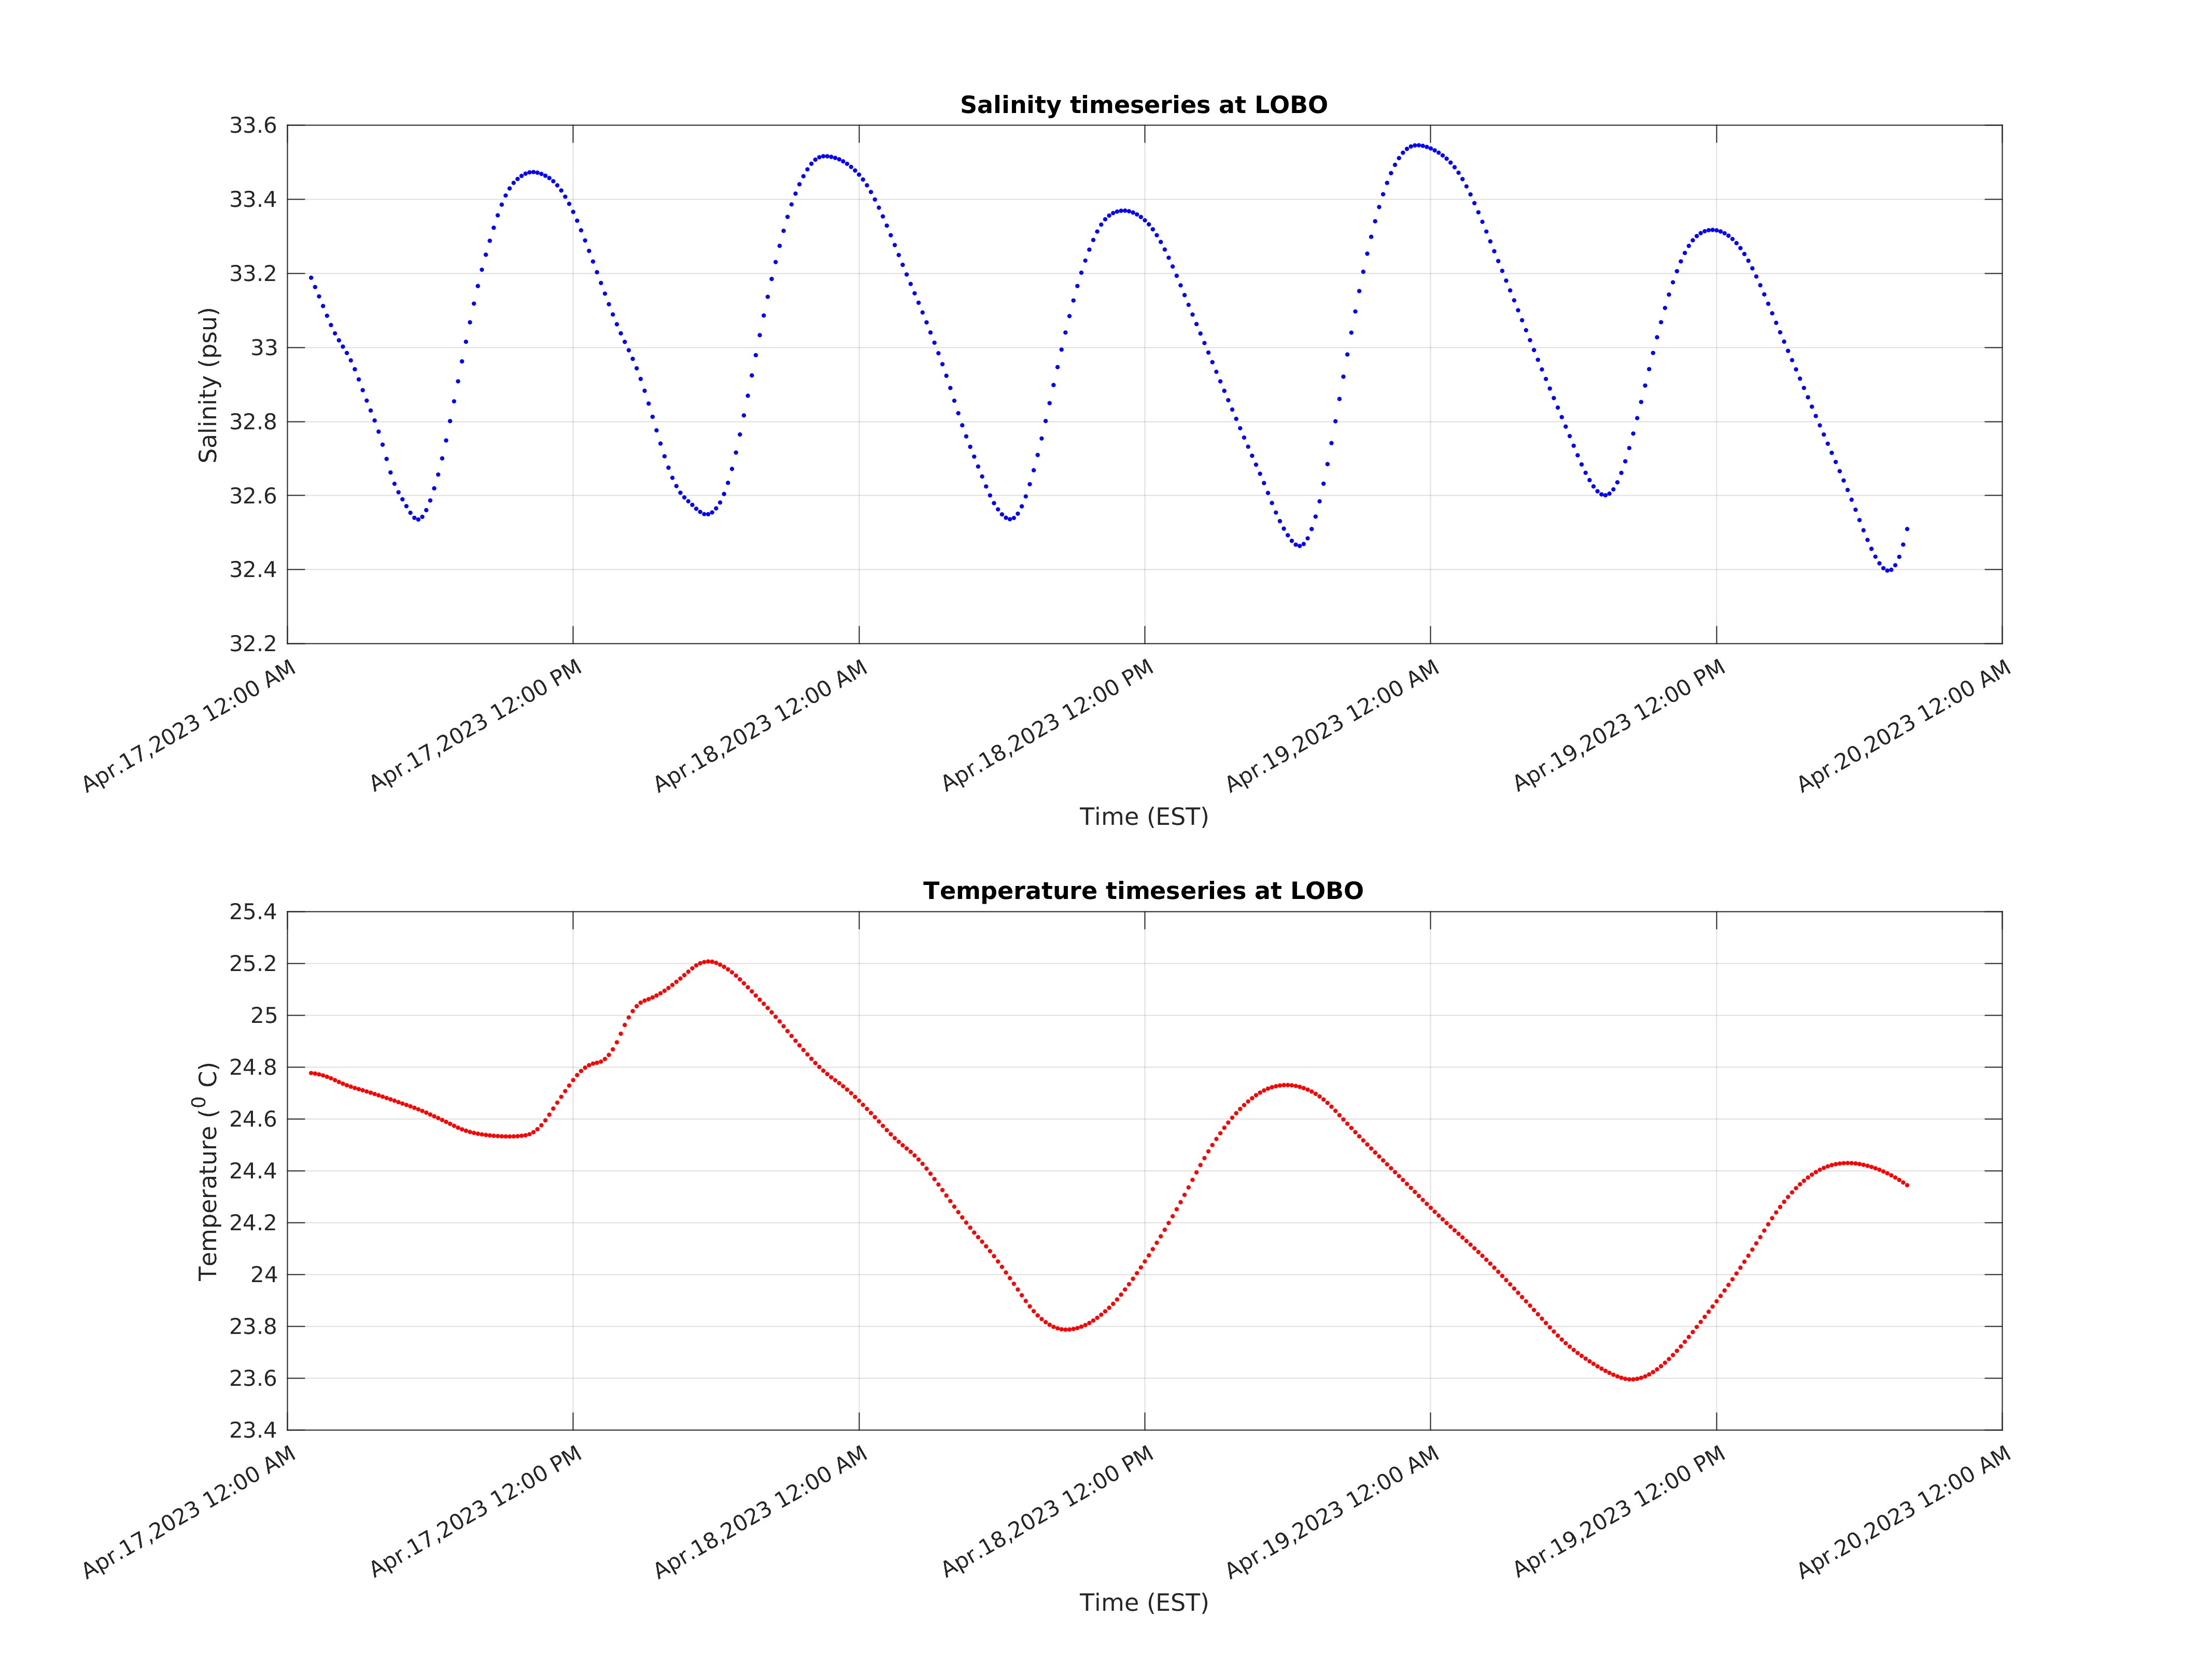 Salinity timeseries at LOBO
Salinity (psu)
33.6
33.4
33.2
33
32.8
32.6
32.4
32.2
Apr.17,2023 12:00 AM
Apr.17,2023 12:00 PM
Apr.18,2023 12:00 AM
Apr.18,2023 12:00 PM
Apr.19,2023 12:00 AM
Apr.19,2023 12:00 PM
Apr.20,2023 12:00 AM
Time (EST)
Temperature timeseries at LOBO
Temperature (⁰ C)
25.4
25.2
25
24.8
24.6
24.4
24.2
24
23.8
23.6
23.4
Apr.17,2023 12:00 AM
Apr.17,2023 12:00 PM
Apr.18,2023 12:00 AM
Apr.18,2023 12:00 PM
Apr.19,2023 12:00 AM
Apr.19,2023 12:00 PM
Apr.20,2023 12:00 AM
Time (EST)